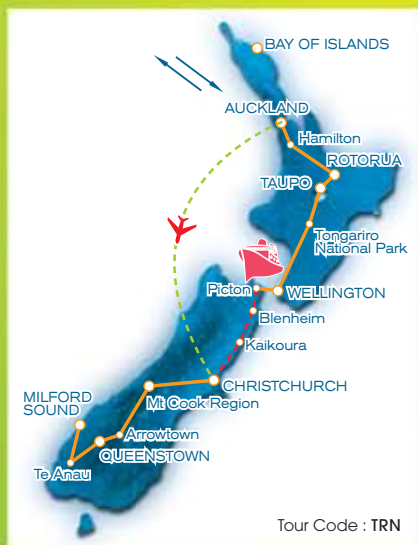 BAY OF ISLANDS
AUCKLAND
Hamilton
ROTORUA
TAUPO
Tongariro
National Park
Picton
WELLINGTON
Blenheim
Kaikoura
CHRISTCHURCH
Mt Cook Region
MILFORD
SOUND
Arrowtown
QUEENSTOWN
Te Anau
Tour Code : TRN